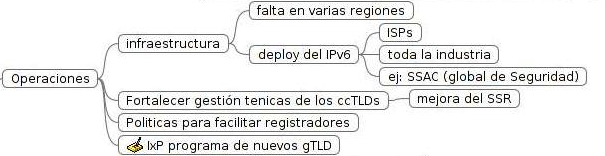 falta en varias regiones
ISPs
infraestructura
deploy del IPv6
toda la industria
Operaciones
ej: SSAC (global de Seguridad)
Fortalecer gestión tenicas de los ccTLDs
mejora del SSR
Politicas para facilitar registradores
IxP programa de nuevos gTLD